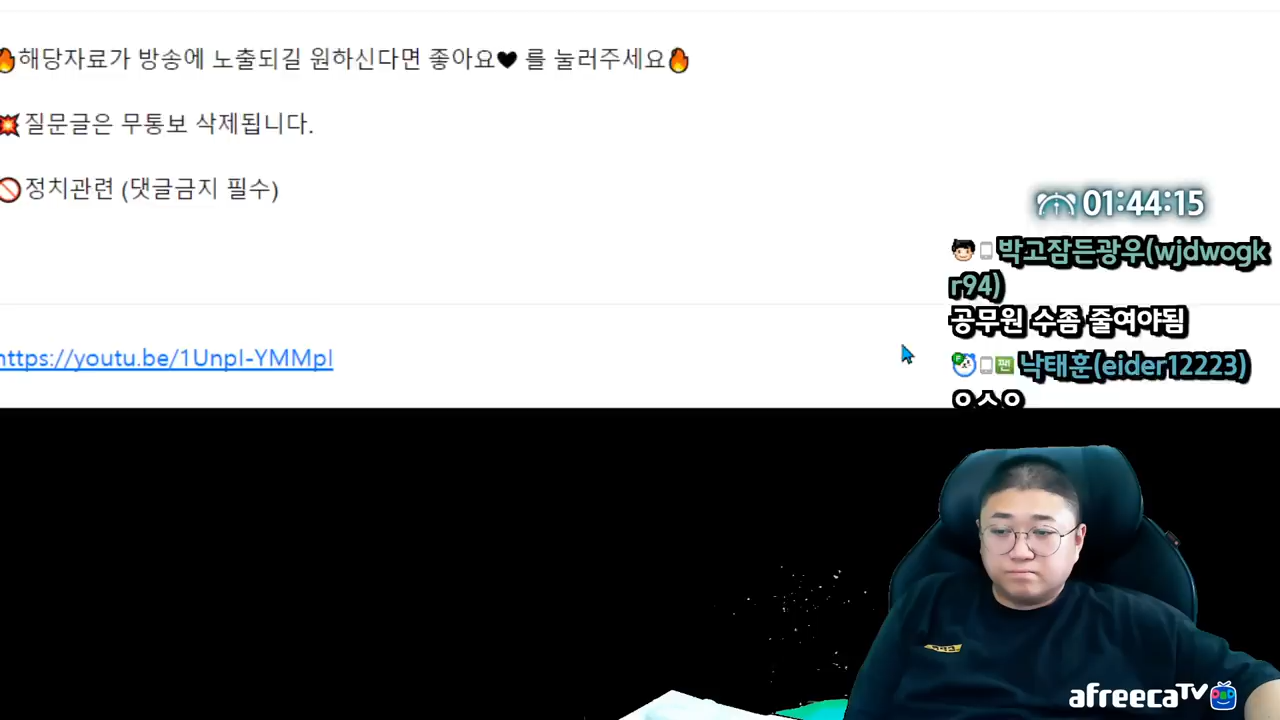 해당자료가 방송에 노출되길 원하신다면 좋아요🖤 를 눌러주세요🔥
질문글은 무통보 삭제됩니다.
정치관련 (댓글금지 필수)
01:44:15
박고잠든광우(wjdwogk
r94)
공무원 수좀 줄여야됨
https://youtu.be/1UnpI-YMMpI
팬 낙태훈(eider12223)
ㅇㅅㅇ
afreecaTV